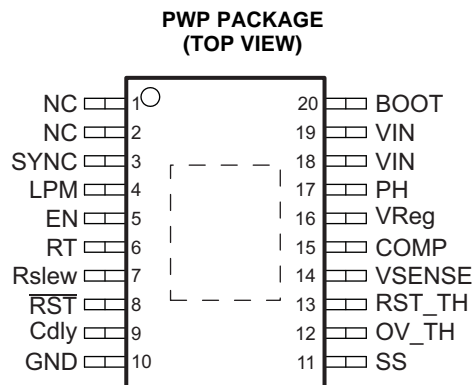 PWP PACKAGE
(TOP VIEW)
NC 1 20 BOOT
NC 2 19 VIN
SYNC 3 18 VIN
LPM 4 17 PH
EN 5 16 VReg
RT 6 15 COMP
Rslew 7 14 VSENSE
R̅S̅T̅ 8 13 RST_TH
Cdly 9 12 OV_TH
GND 10 11 SS